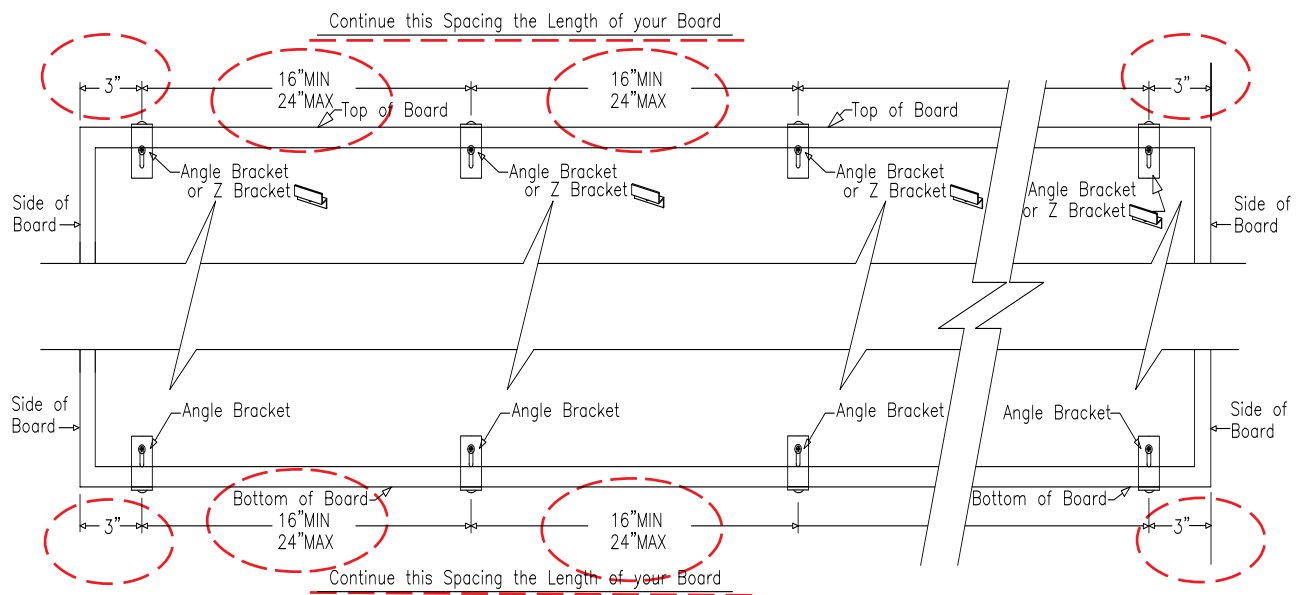 Continue this Spacing the Length of your Board
3"
16"MIN
24"MAX
16"MIN
24"MAX
3"
Top of Board
Top of Board
Angle Bracket
or Z Bracket
Angle Bracket
or Z Bracket
Angle Bracket
or Z Bracket
Angle Bracket
or Z Bracket
Side of
Board
Side of
Board
Side of
Board
Angle Bracket
Angle Bracket
Angle Bracket
Angle Bracket
Side of
Board
Bottom of Board
Bottom of Board
3"
16"MIN
24"MAX
16"MIN
24"MAX
3"
Continue this Spacing the Length of your Board